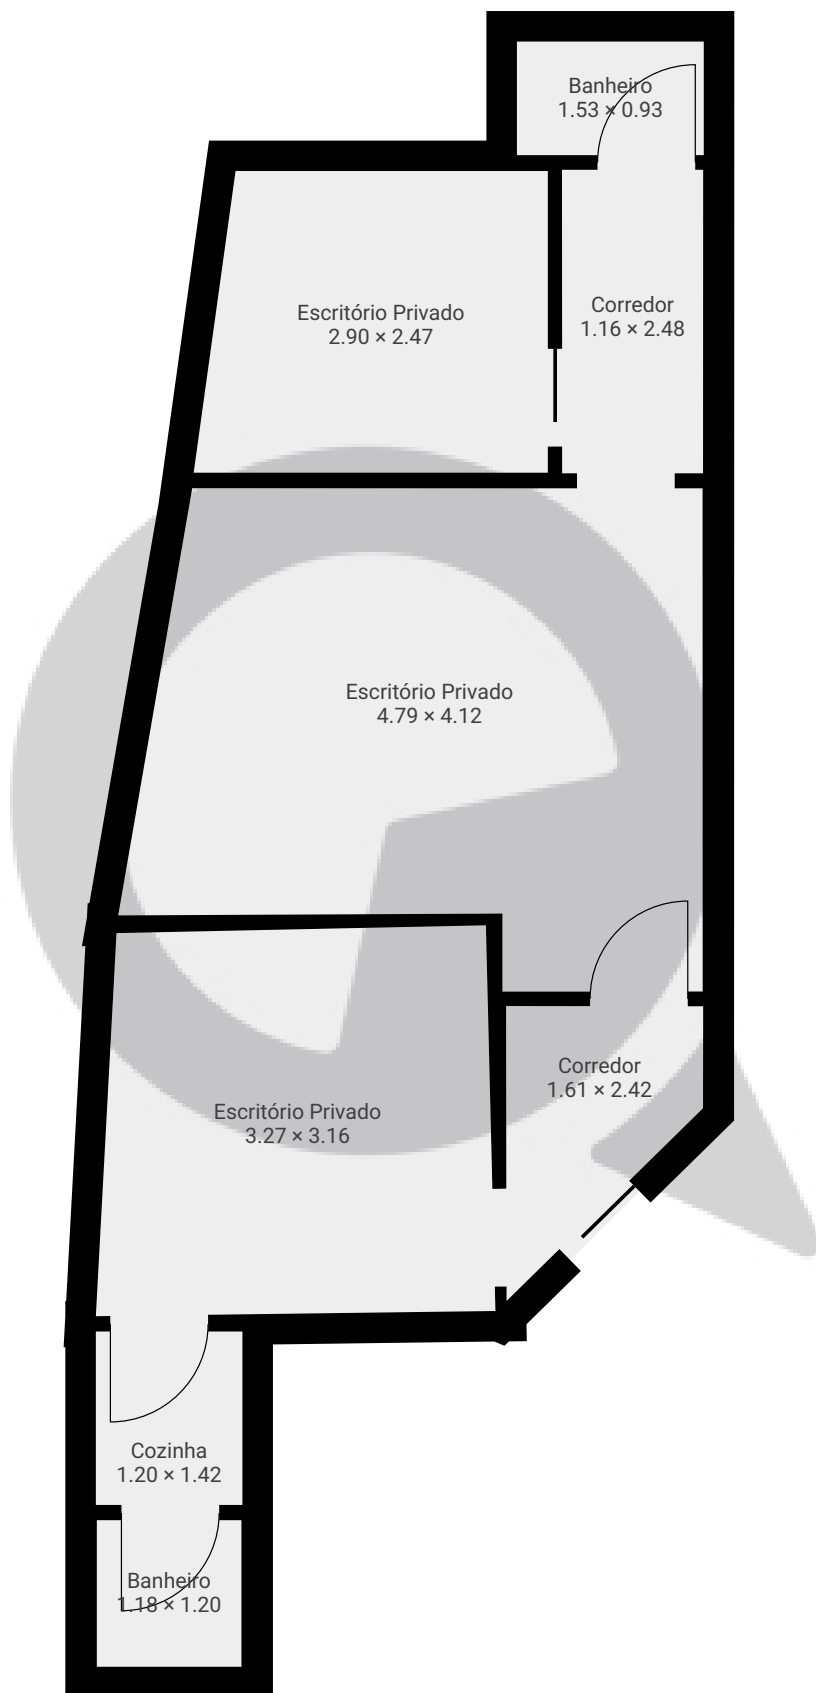 Banheiro
1.53 × 0.93
Escritório Privado
2.90 × 2.47
Corredor
1.16 × 2.48
Escritório Privado
4.79 × 4.12
Corredor
1.61 × 2.42
Escritório Privado
3.27 × 3.16
Cozinha
1.20 × 1.42
Banheiro
1.18 × 1.20